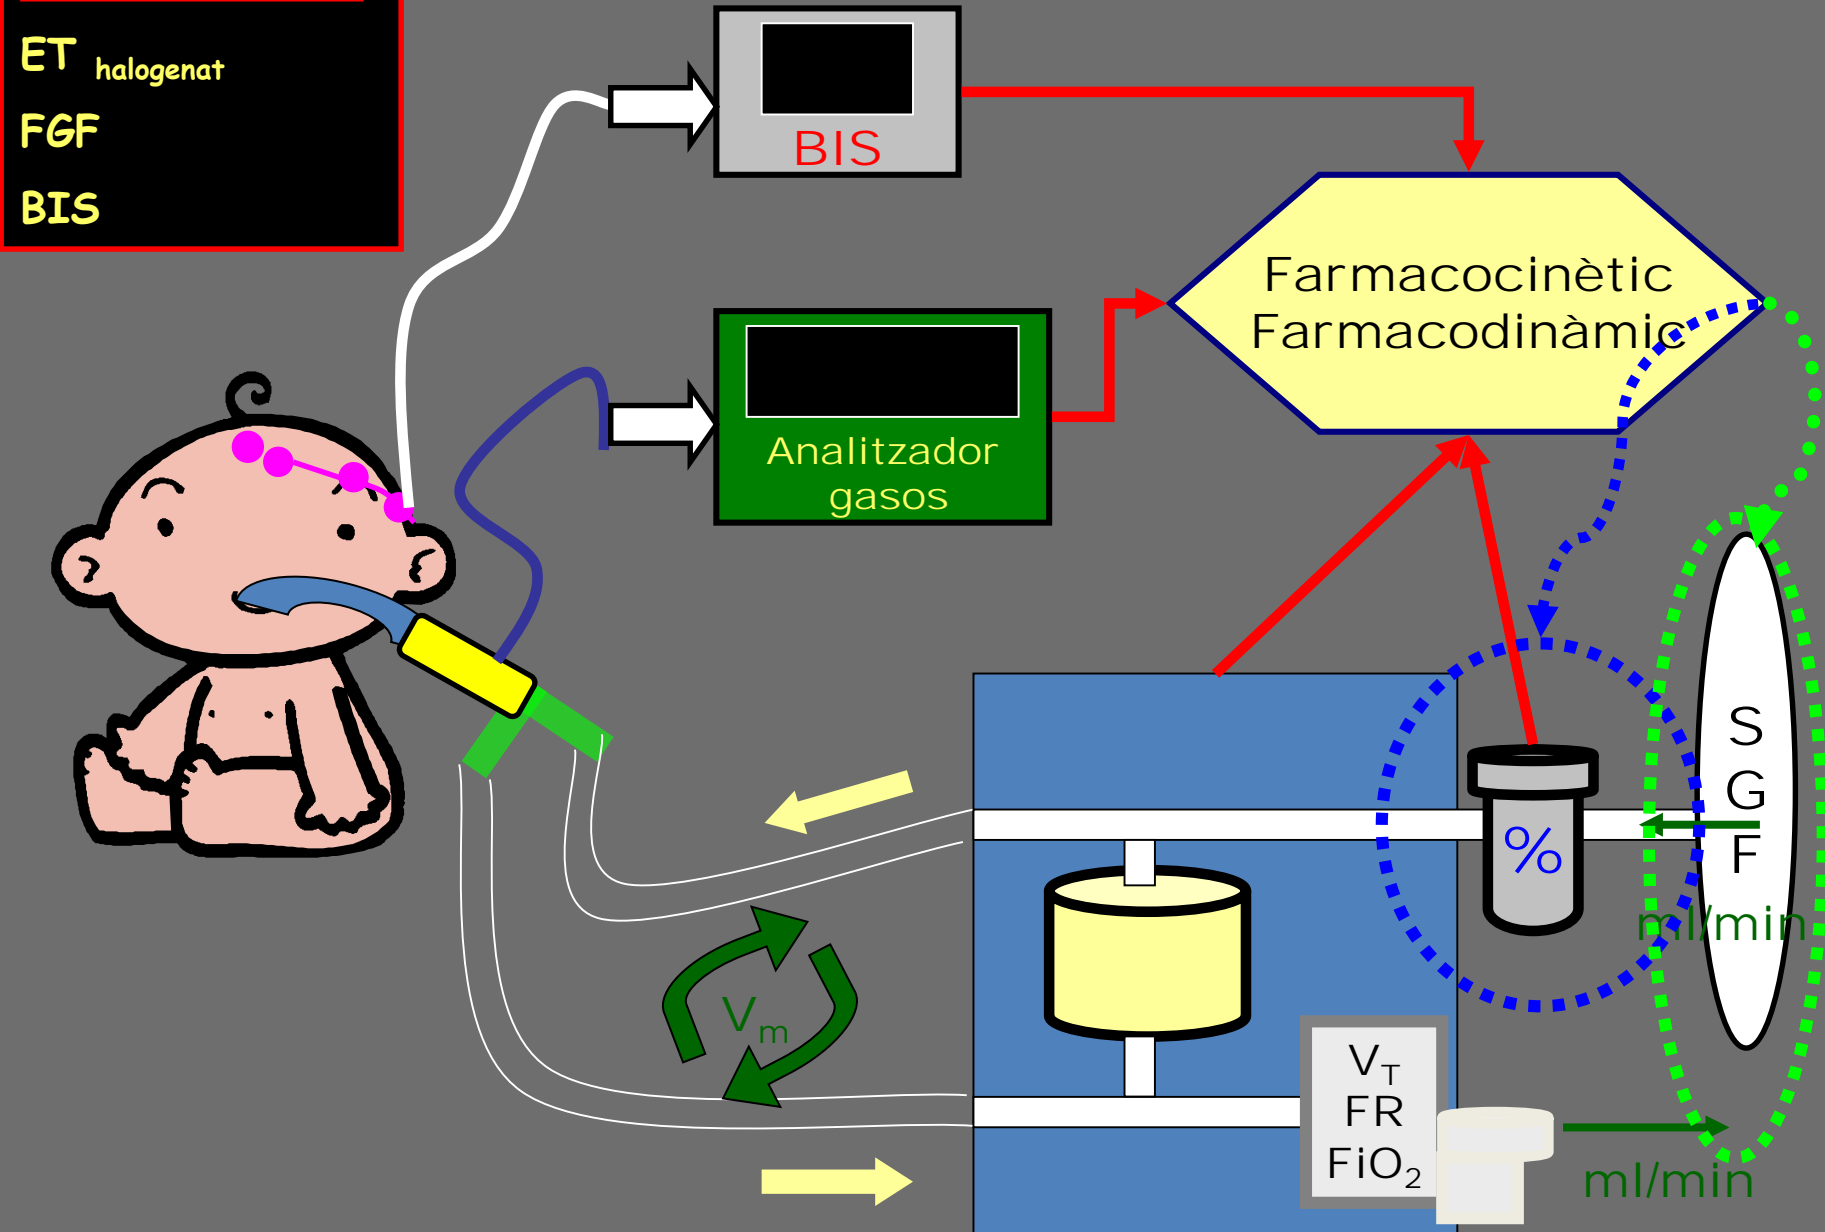 ET halogenat
FGF
BIS
BIS
Farmacocinètic
Farmacodinàmic
Analitzador
gasos
S
G
F
%
ml/min
Vm
VT
FR
FiO2
ml/min